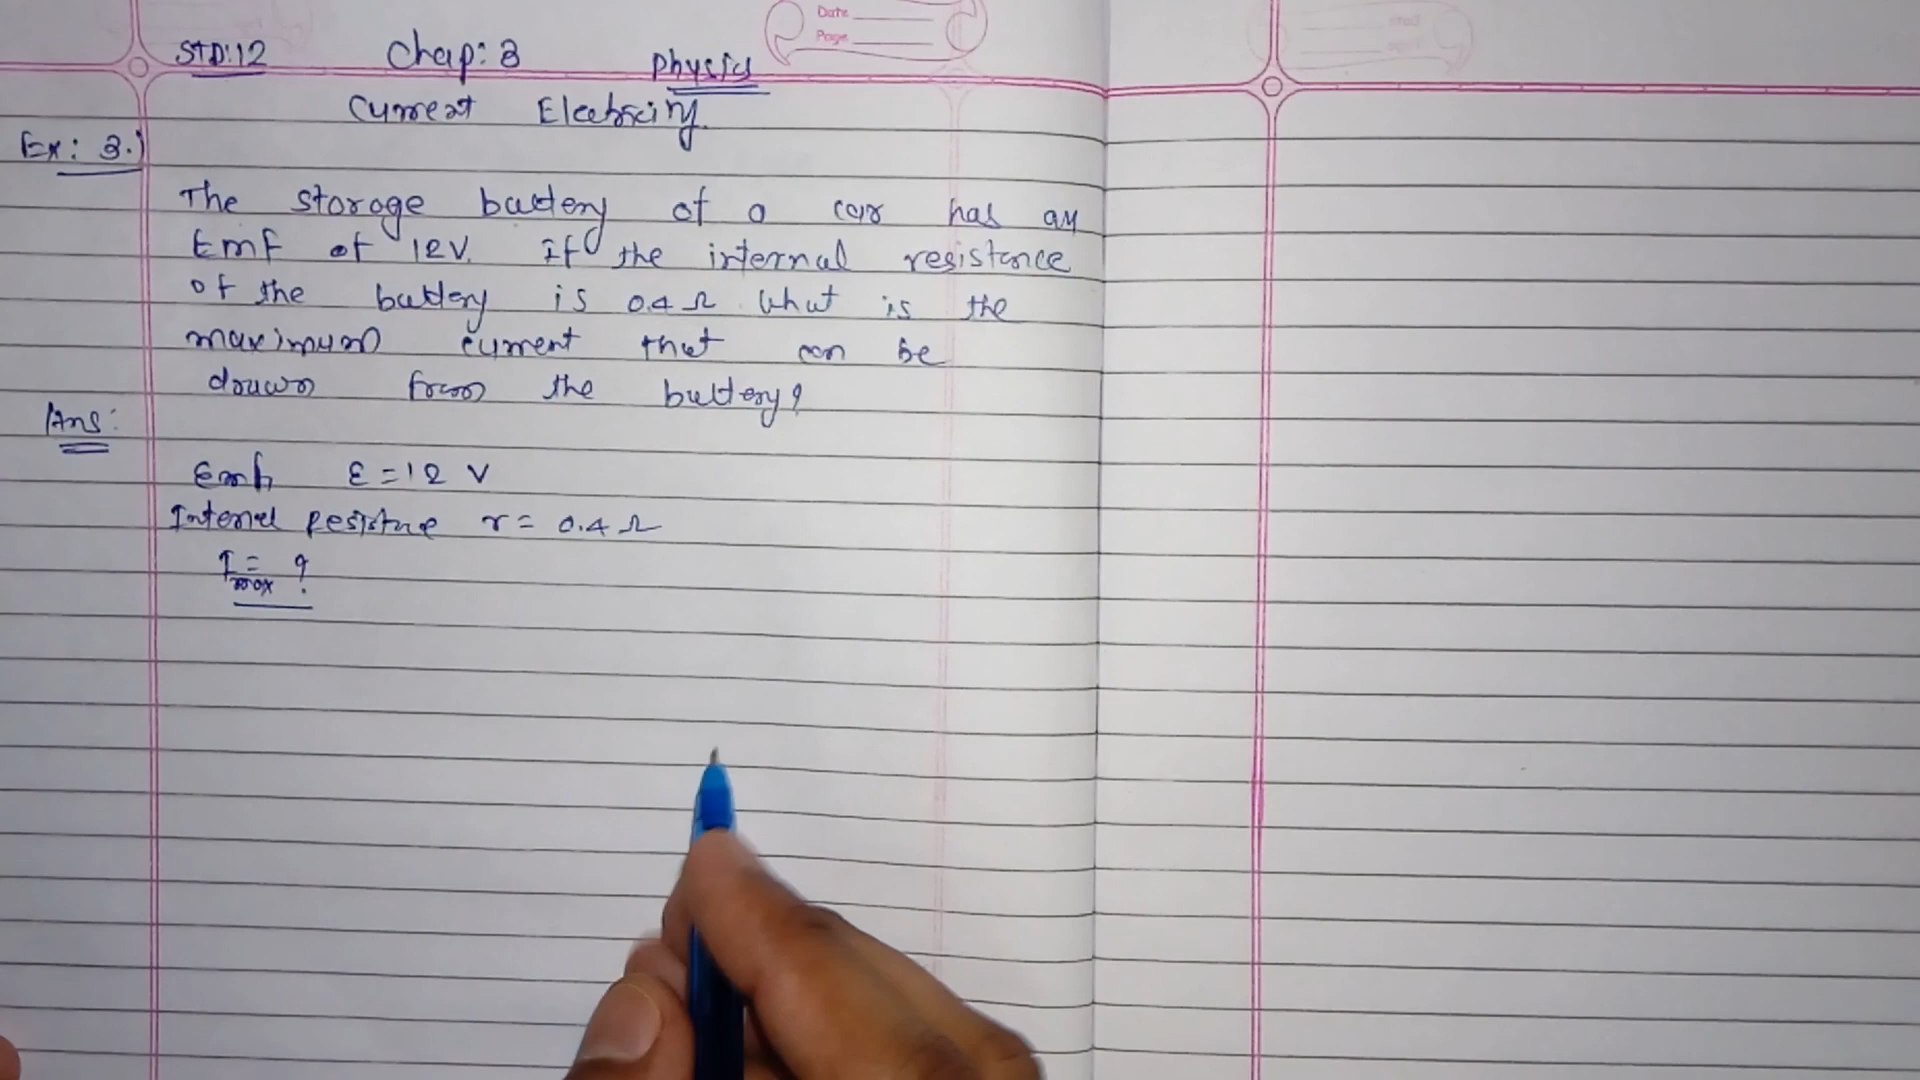 Date
Page
STD:12 Chap: 3 Physics
Current Electricity
Ex: 3.)
The storage battery of a car has an
Emf of 12V. If the internal resistance
of the battery is 0.4 Ω what is the
maximum current that can be
drawn from the battery?
Ans:
Emf ε = 12 V
Internal resistance r = 0.4 Ω
I max = ?